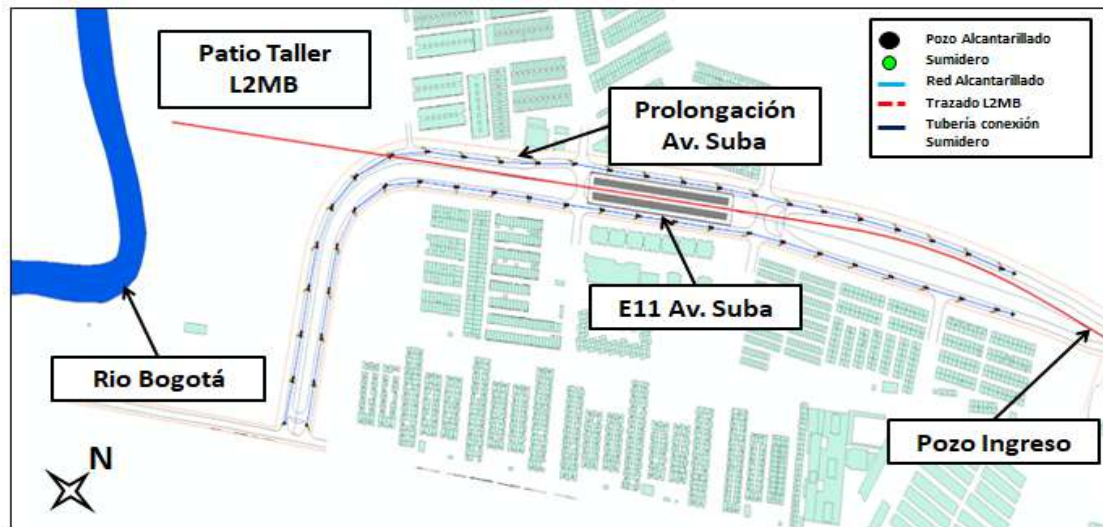 Patio Taller
L2MB
Prolongación
Av. Suba
E11 Av. Suba
Rio Bogotá
Pozo Ingreso
N
Pozo Alcantarillado
Sumidero
Red Alcantarillado
Trazado L2MB
Tubería conexión
Sumidero